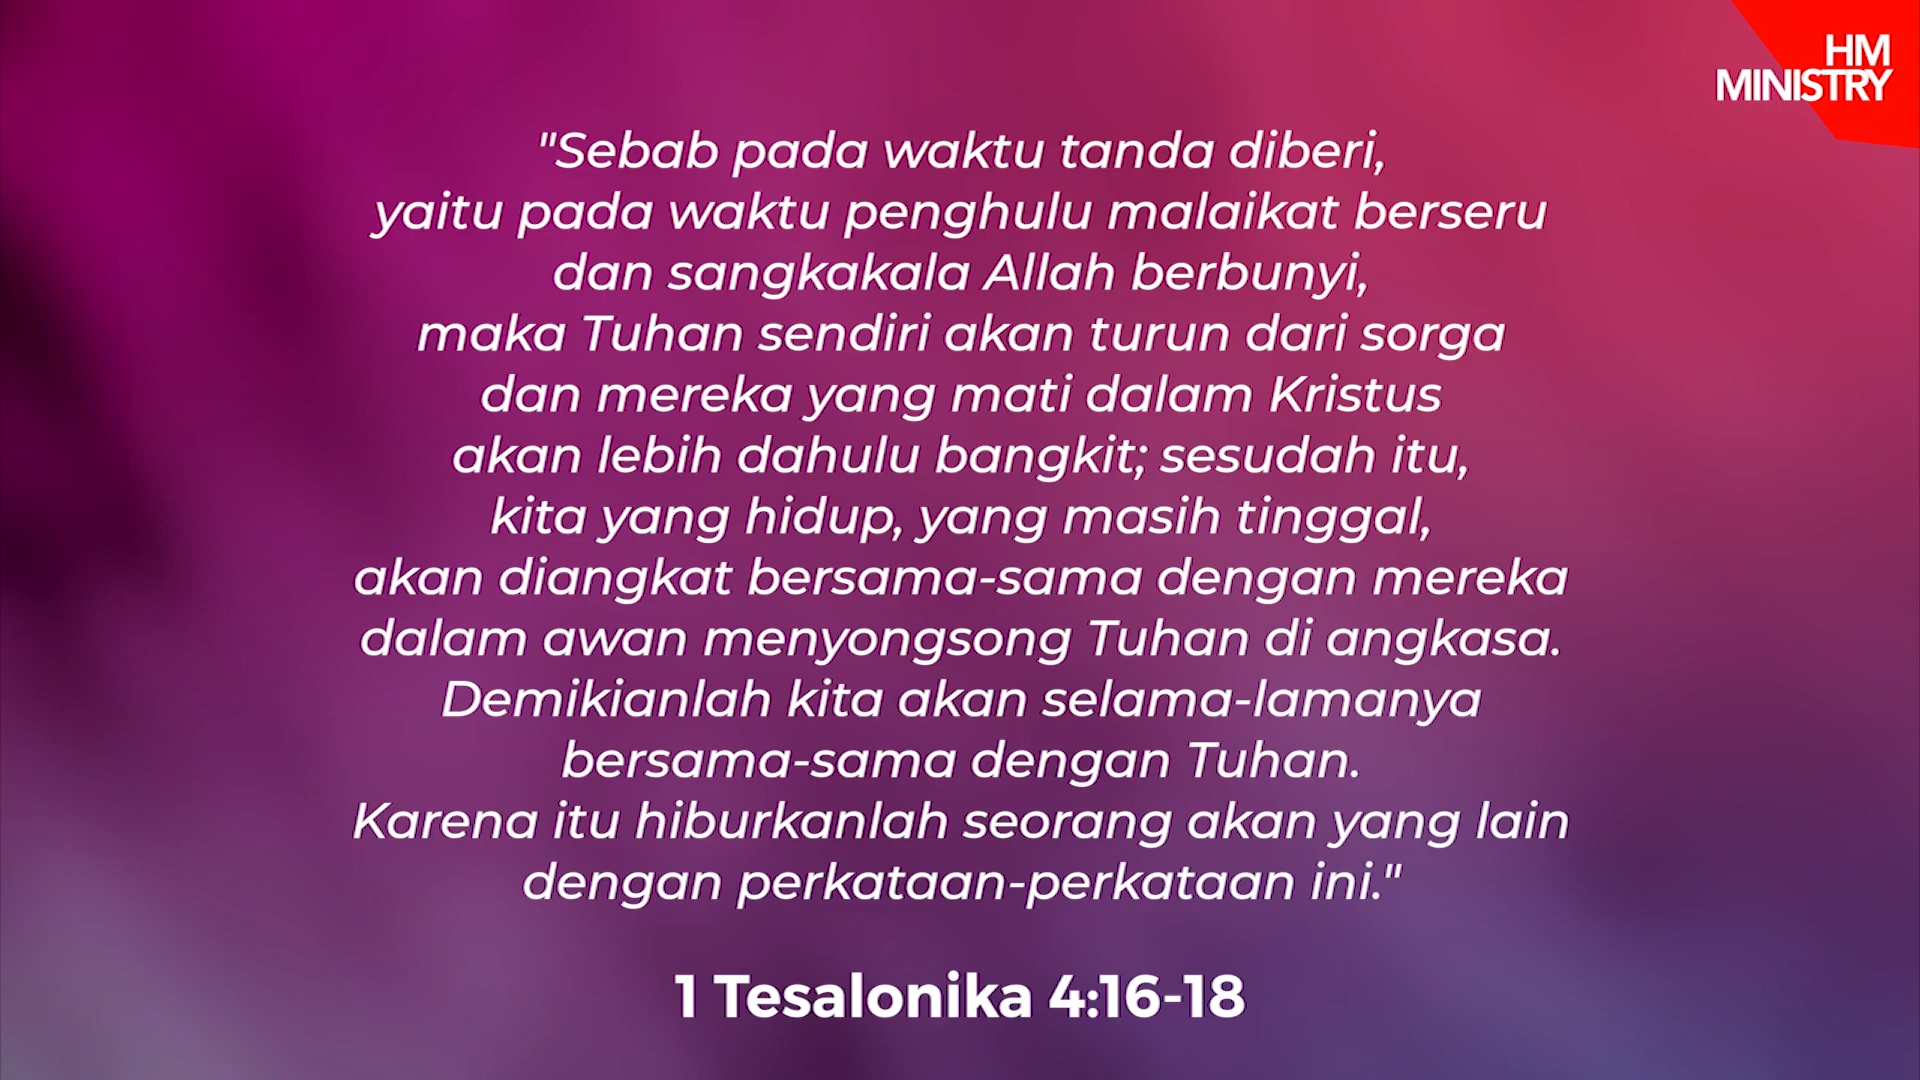 HM
MINISTRY
"Sebab pada waktu tanda diberi,
yaitu pada waktu penghulu malaikat berseru
dan sangkakala Allah berbunyi,
maka Tuhan sendiri akan turun dari sorga
dan mereka yang mati dalam Kristus
akan lebih dahulu bangkit; sesudah itu,
kita yang hidup, yang masih tinggal,
akan diangkat bersama-sama dengan mereka
dalam awan menyongsong Tuhan di angkasa.
Demikianlah kita akan selama-lamanya
bersama-sama dengan Tuhan.
Karena itu hiburkanlah seorang akan yang lain
dengan perkataan-perkataan ini."
1 Tesalonika 4:16-18